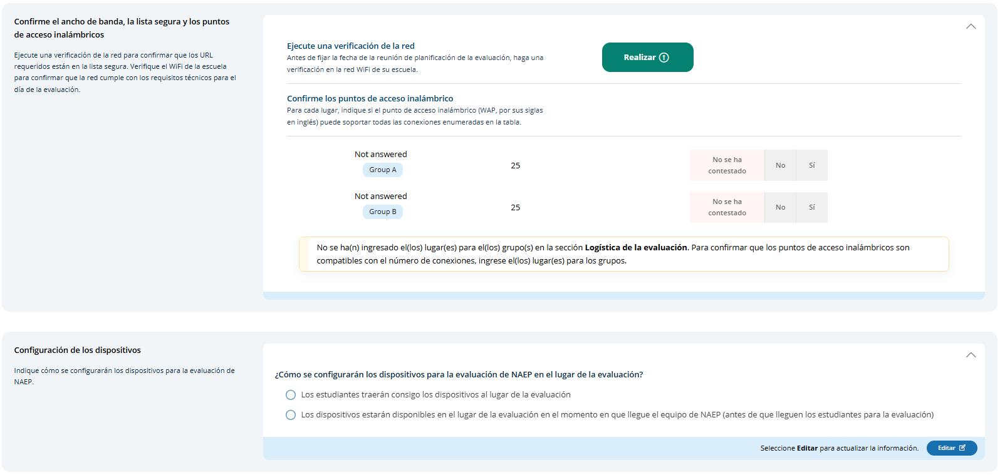 Confirme el ancho de banda, la lista segura y los puntos
de acceso inalámbricos
Ejecute una verificación de la red para confirmar que los URL
requeridos están en la lista segura. Verifique el WiFi de la escuela
para confirmar que la red cumple con los requisitos técnicos para el
día de la evaluación.
Ejecute una verificación de la red
Antes de fijar la fecha de la reunión de planificación de la evaluación, haga una
verificación en la red WiFi de su escuela.
Realizar
Confirme los puntos de acceso inalámbrico
Para cada lugar, indique si el punto de acceso inalámbrico (WAP, por sus siglas
en inglés) puede soportar todas las conexiones enumeradas en la tabla.
Not answered
Group A
25
No se ha
contestado
No
Sí
Not answered
Group B
25
No se ha
contestado
No
Sí
No se ha(n) ingresado el(los) lugar(es) para el(los) grupo(s) en la sección Logística de la evaluación. Para confirmar que los puntos de acceso inalámbricos son
compatibles con el número de conexiones, ingrese el(los) lugar(es) para los grupos.
Configuración de los dispositivos
Indique cómo se configurarán los dispositivos para la evaluación de
NAEP.
¿Cómo se configurarán los dispositivos para la evaluación de NAEP en el lugar de la evaluación?
Los estudiantes traerán consigo los dispositivos al lugar de la evaluación
Los dispositivos estarán disponibles en el lugar de la evaluación en el momento en que llegue el equipo de NAEP (antes de que lleguen los estudiantes para la evaluación)
Seleccione Editar para actualizar la información.
Editar